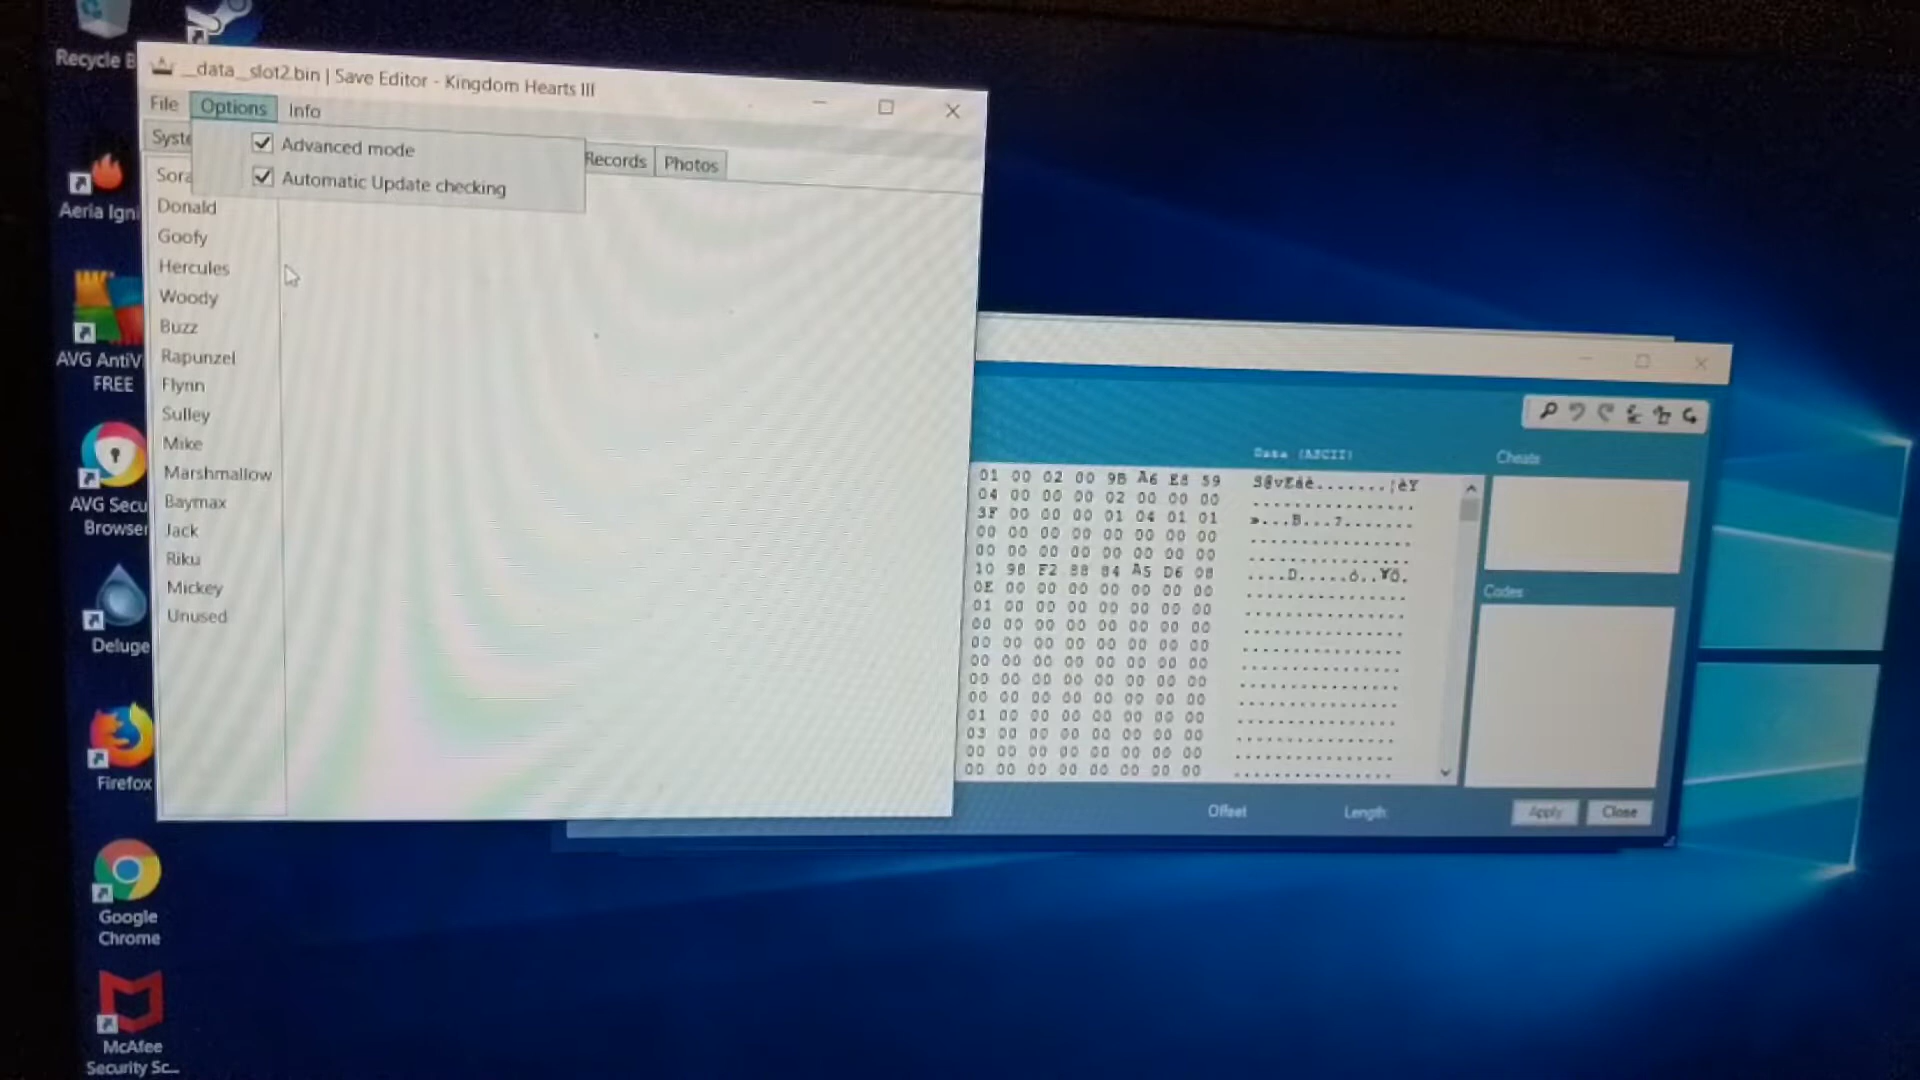 Recycle B
__data__slot2.bin | Save Editor - Kingdom Hearts III
File
Options
Info
Advanced mode
Automatic Update checking
Syste
Records
Photos
Sora
Donald
Goofy
Hercules
Woody
Buzz
Rapunzel
Flynn
Sulley
Mike
Marshmallow
Baymax
Jack
Riku
Mickey
Unused
Aeria Igni
AVG AntiV
FREE
AVG Secu
Browser
Deluge
Firefox
Google
Chrome
McAfee
Security Sc...
Data (ASCII)
Cheats
Codes
01 00 02 00 9B A6 E8 59
04 00 00 00 02 00 00 00
3F 00 00 00 01 04 01 01
00 00 00 00 00 00 00 00
00 00 00 00 00 00 00 00
10 98 F2 88 84 A5 D6 08
0E 00 00 00 00 00 00 00
01 00 00 00 00 00 00 00
00 00 00 00 00 00 00 00
00 00 00 00 00 00 00 00
00 00 00 00 00 00 00 00
00 00 00 00 00 00 00 00
00 00 00 00 00 00 00 00
01 00 00 00 00 00 00 00
03 00 00 00 00 00 00 00
00 00 00 00 00 00 00 00
00 00 00 00 00 00 00 00
Offset
Length:
Apply
Close